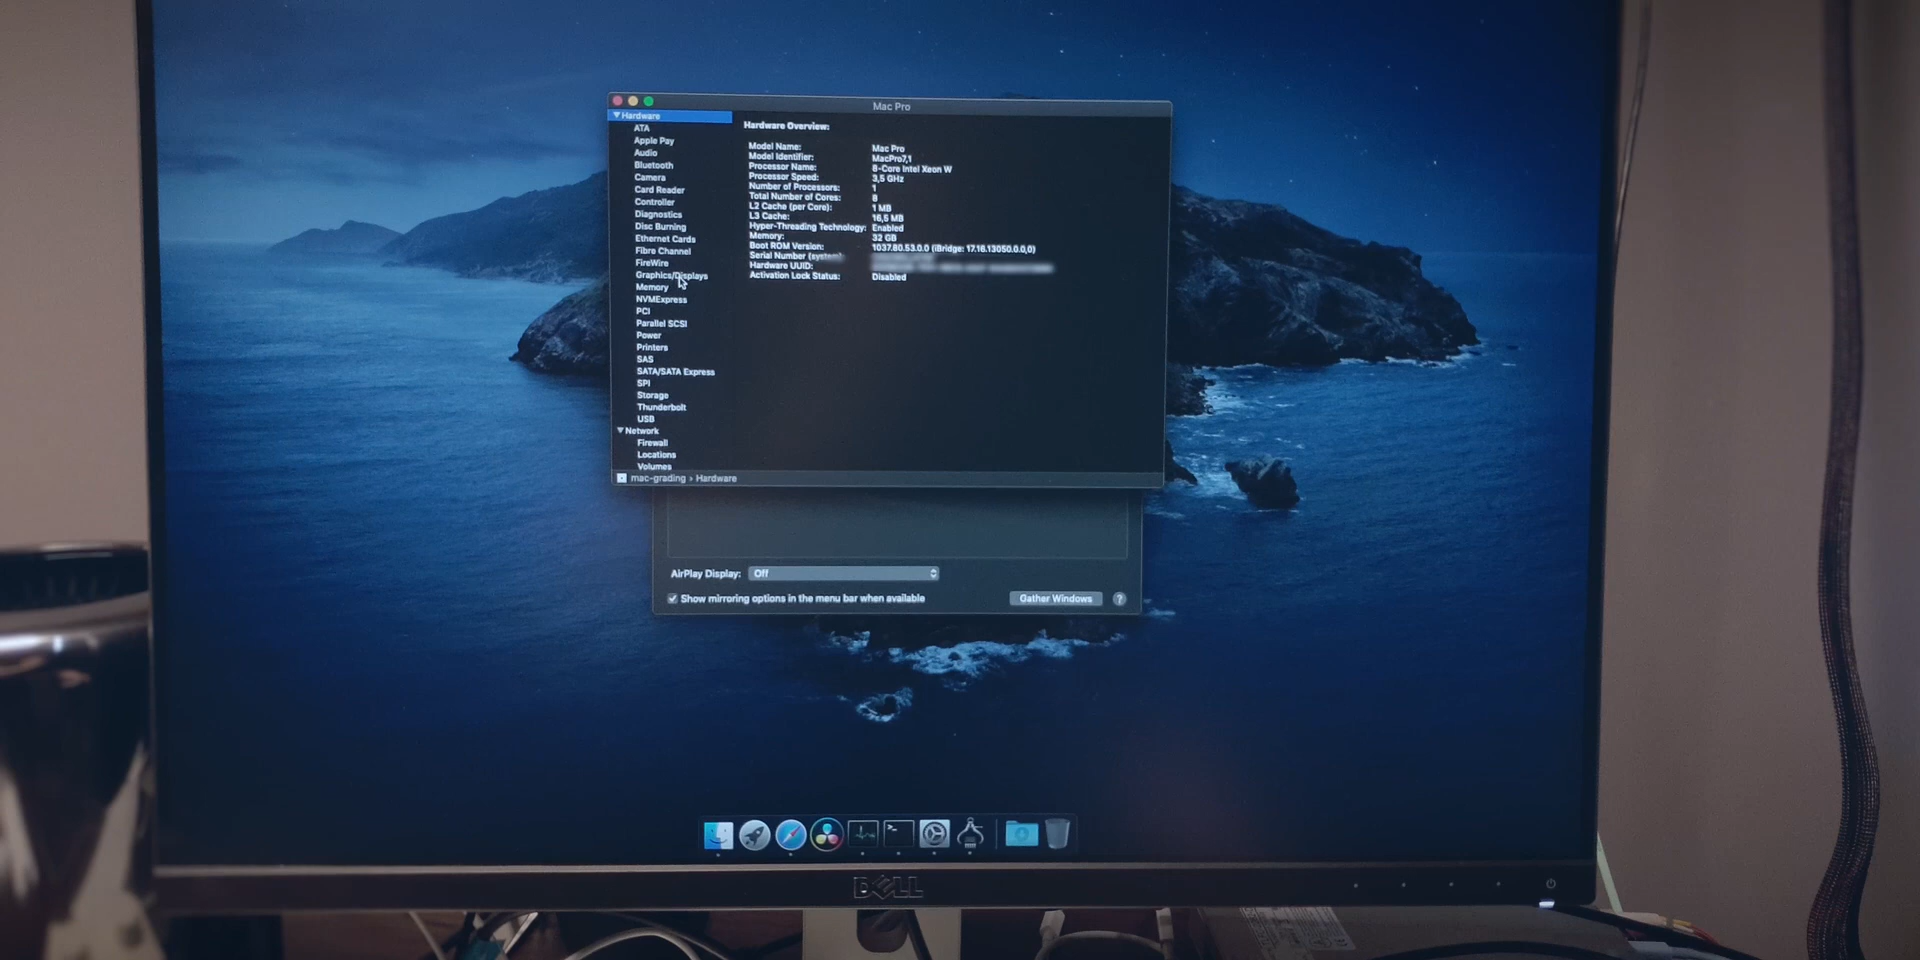 Mac Pro
Hardware
ATA
Apple Pay
Audio
Bluetooth
Camera
Card Reader
Controller
Diagnostics
Disc Burning
Ethernet Cards
Fibre Channel
FireWire
Graphics/Displays
Memory
NVMExpress
PCI
Parallel SCSI
Power
Printers
SAS
SATA/SATA Express
SPI
Storage
Thunderbolt
USB
Network
Firewall
Locations
Volumes
mac-grading › Hardware
Hardware Overview:
Model Name: Mac Pro
Model Identifier: MacPro7,1
Processor Name: 8-Core Intel Xeon W
Processor Speed: 3,5 GHz
Number of Processors: 1
Total Number of Cores: 8
L2 Cache (per Core): 1 MB
L3 Cache: 16,5 MB
Hyper-Threading Technology: Enabled
Memory: 32 GB
Boot ROM Version: 1037.80.53.0.0 (iBridge: 17.16.13050.0.0,0)
Serial Number (system):
Hardware UUID:
Activation Lock Status: Disabled
AirPlay Display: Off
Show mirroring options in the menu bar when available
Gather Windows ?
DELL